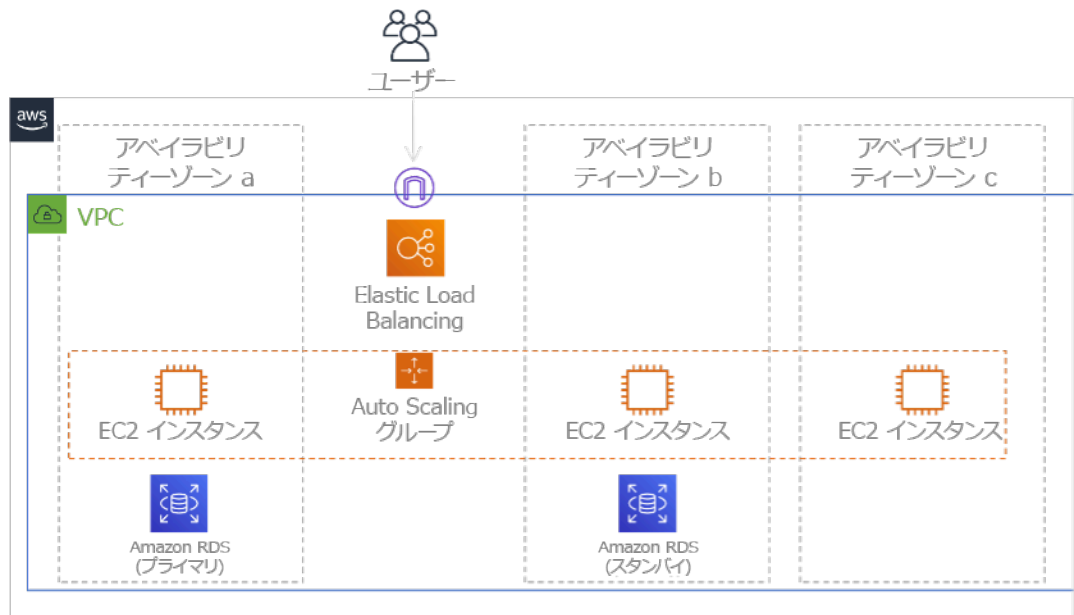 ユーザー
aws
アベイラビリ
ティーゾーン a
アベイラビリ
ティーゾーン b
アベイラビリ
ティーゾーン c
VPC
Elastic Load
Balancing
Auto Scaling
グループ
EC2 インスタンス
EC2 インスタンス
EC2 インスタンス
Amazon RDS
(プライマリ)
Amazon RDS
(スタンバイ)